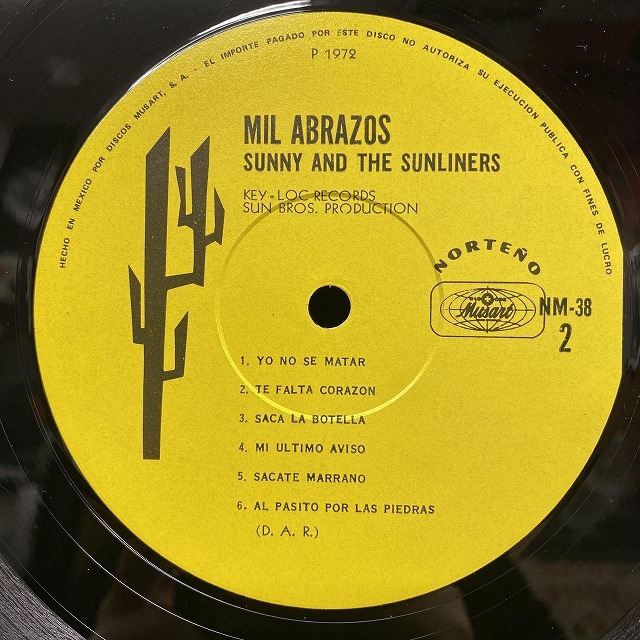 HECHO EN MEXICO POR DISCOS MUSART, S. A. - EL IMPORTE PAGADO POR ESTE DISCO NO AUTORIZA SU EJECUCION PUBLICA CON FINES DE LUCRO
P 1972
MIL ABRAZOS
SUNNY AND THE SUNLINERS
KEY-LOC RECORDS
SUN BROS. PRODUCTION
NORTEÑO
Musart
NM-38
2
1. YO NO SE MATAR
2. TE FALTA CORAZON
3. SACA LA BOTELLA
4. MI ULTIMO AVISO
5. SACATE MARRANO
6. AL PASITO POR LAS PIEDRAS
(D. A. R.)